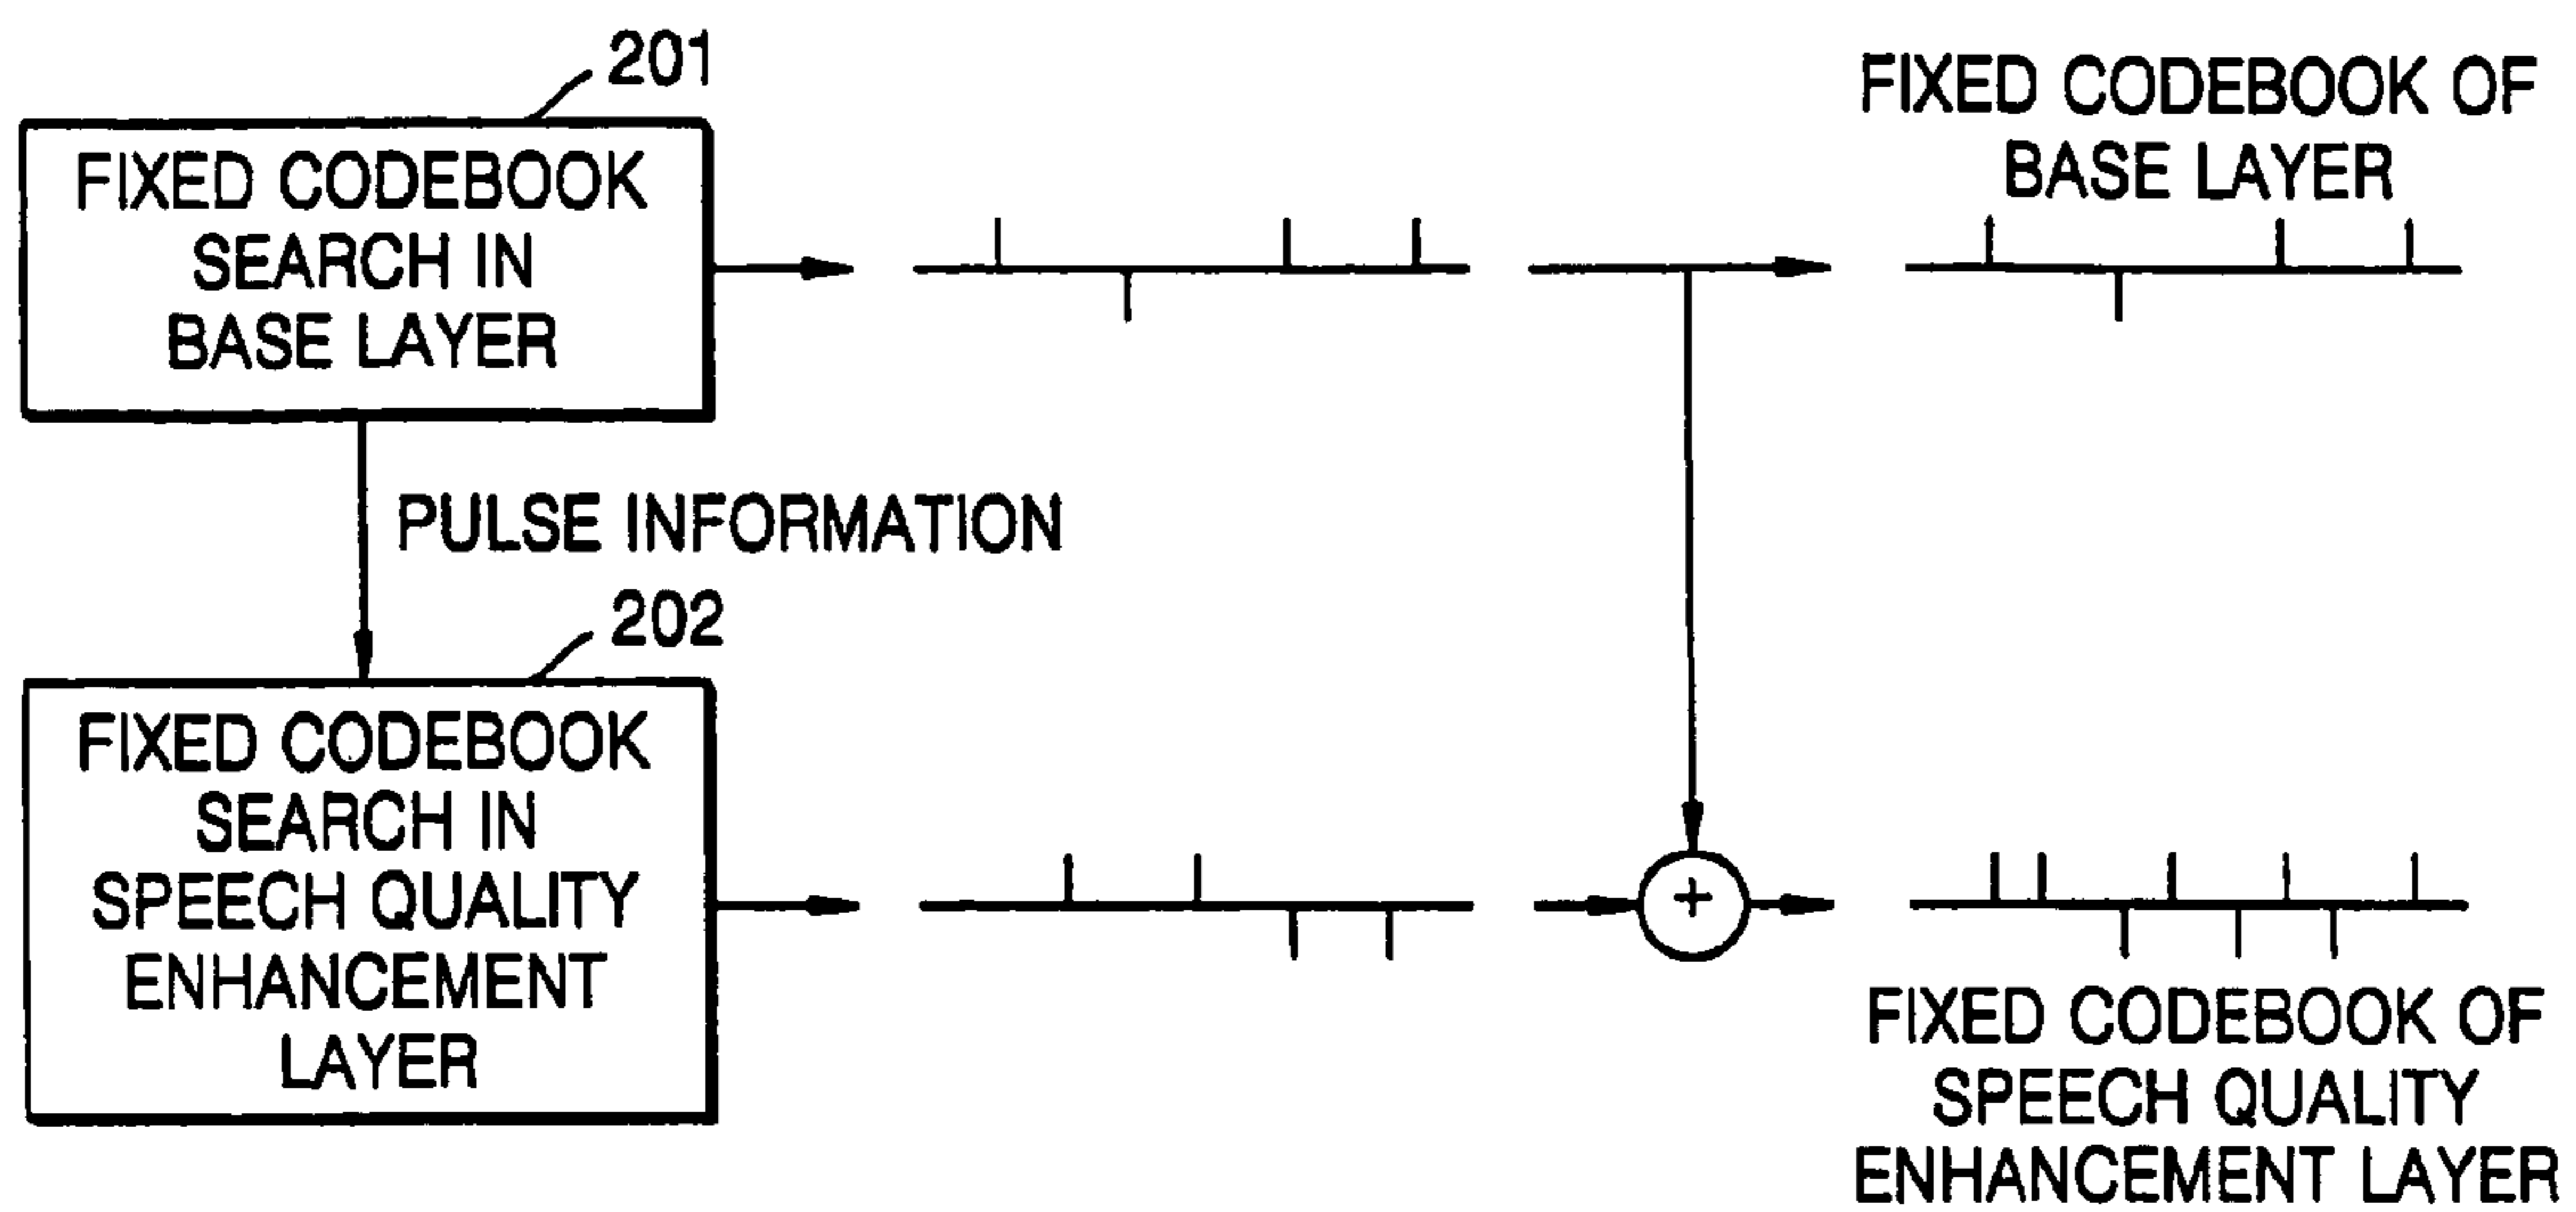 201
FIXED CODEBOOK
SEARCH IN
BASE LAYER
FIXED CODEBOOK OF
BASE LAYER
PULSE INFORMATION
202
FIXED CODEBOOK
SEARCH IN
SPEECH QUALITY
ENHANCEMENT
LAYER
+
FIXED CODEBOOK OF
SPEECH QUALITY
ENHANCEMENT LAYER